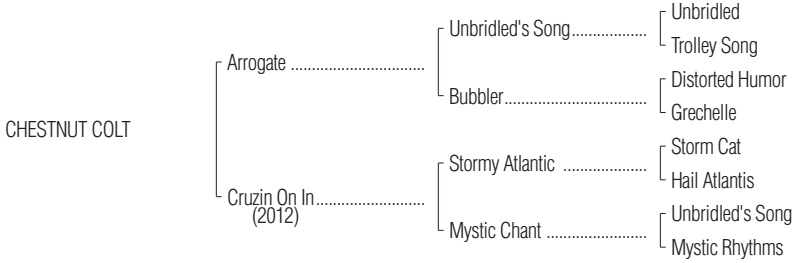 Unbridled
Unbridled's Song....................
Trolley Song
Arrogate ....................................
Distorted Humor
Bubbler......................................
Grechelle
CHESTNUT COLT
Storm Cat
Stormy Atlantic ......................
Hail Atlantis
Cruzin On In.............................
(2012)
Unbridled's Song
Mystic Chant ...........................
Mystic Rhythms